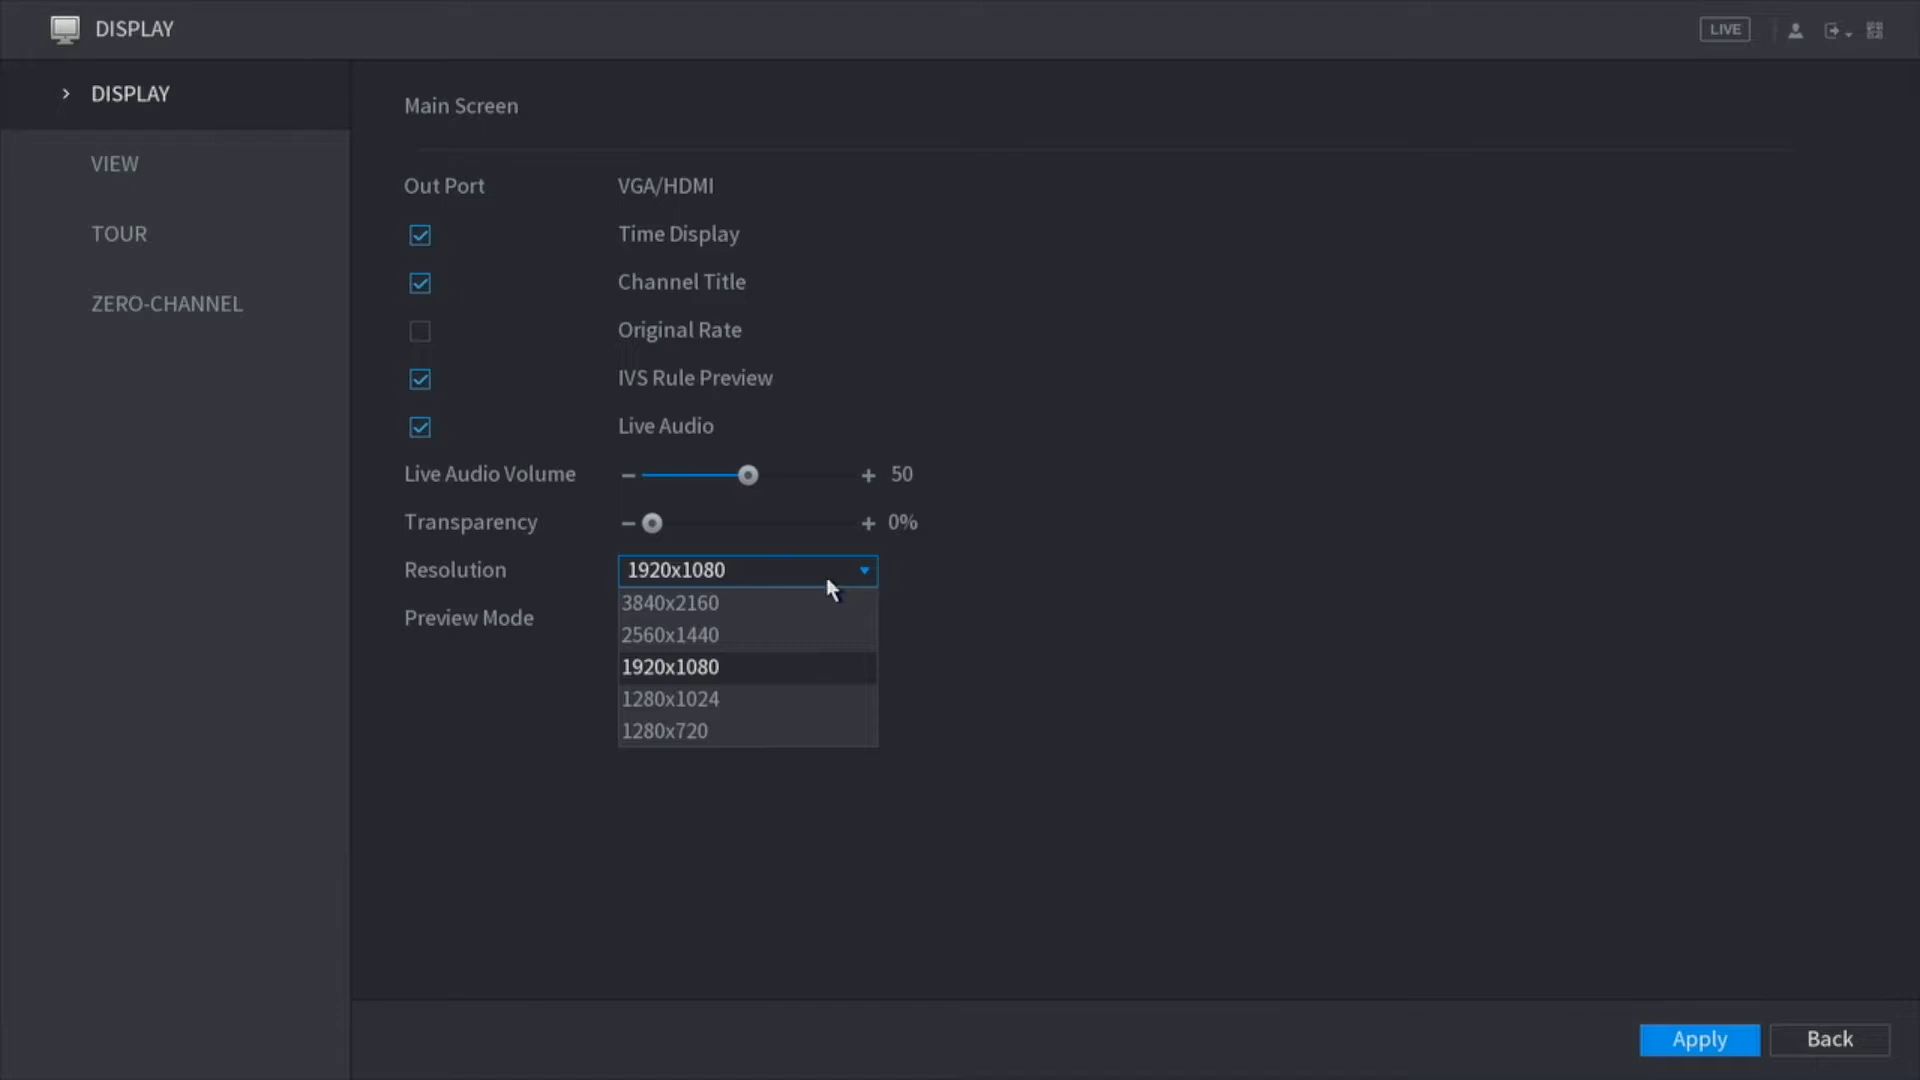 DISPLAY
LIVE
DISPLAY
VIEW
TOUR
ZERO-CHANNEL
Main Screen
Out Port VGA/HDMI
Time Display
Channel Title
Original Rate
IVS Rule Preview
Live Audio
Live Audio Volume − + 50
Transparency − + 0%
Resolution 1920x1080
3840x2160
Preview Mode
2560x1440
1920x1080
1280x1024
1280x720
Apply Back